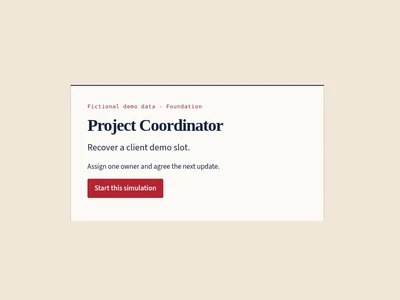 Fictional demo data · Foundation
Project Coordinator
Recover a client demo slot.
Assign one owner and agree the next update.
Start this simulation